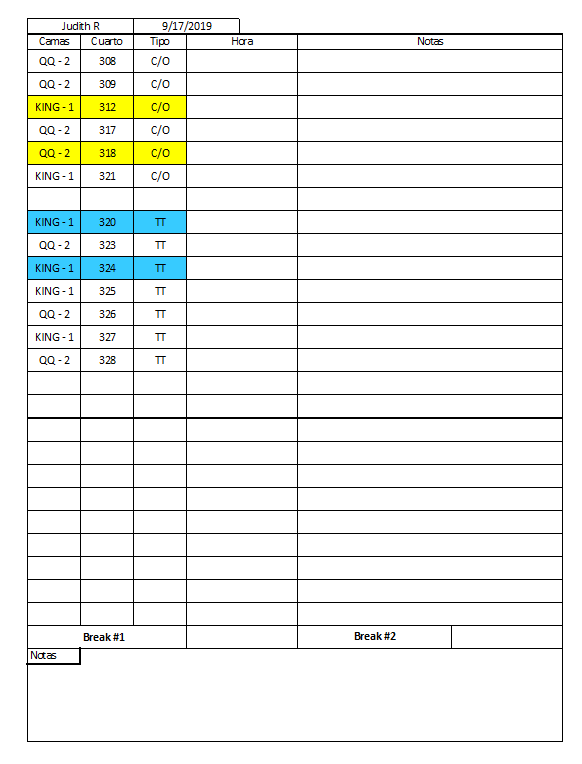 Judith R 9/17/2019
Camas Cuarto Tipo Hora Notas
QQ - 2 308 C/O
QQ - 2 309 C/O
KING - 1 312 C/O
QQ - 2 317 C/O
QQ - 2 318 C/O
KING - 1 321 C/O
KING - 1 320 TT
QQ - 2 323 TT
KING - 1 324 TT
KING - 1 325 TT
QQ - 2 326 TT
KING - 1 327 TT
QQ - 2 328 TT
Break #1 Break #2
Notas